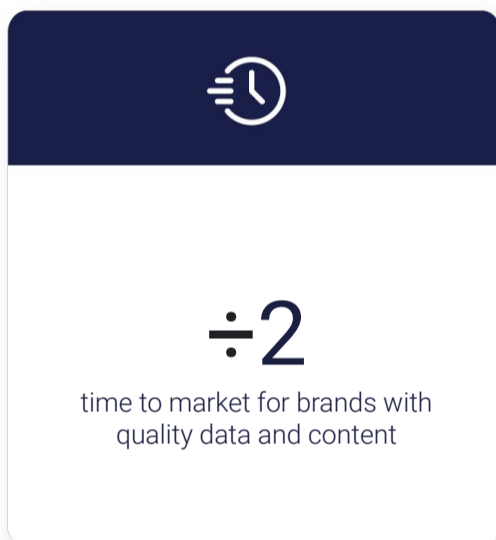 ÷2
time to market for brands with
quality data and content